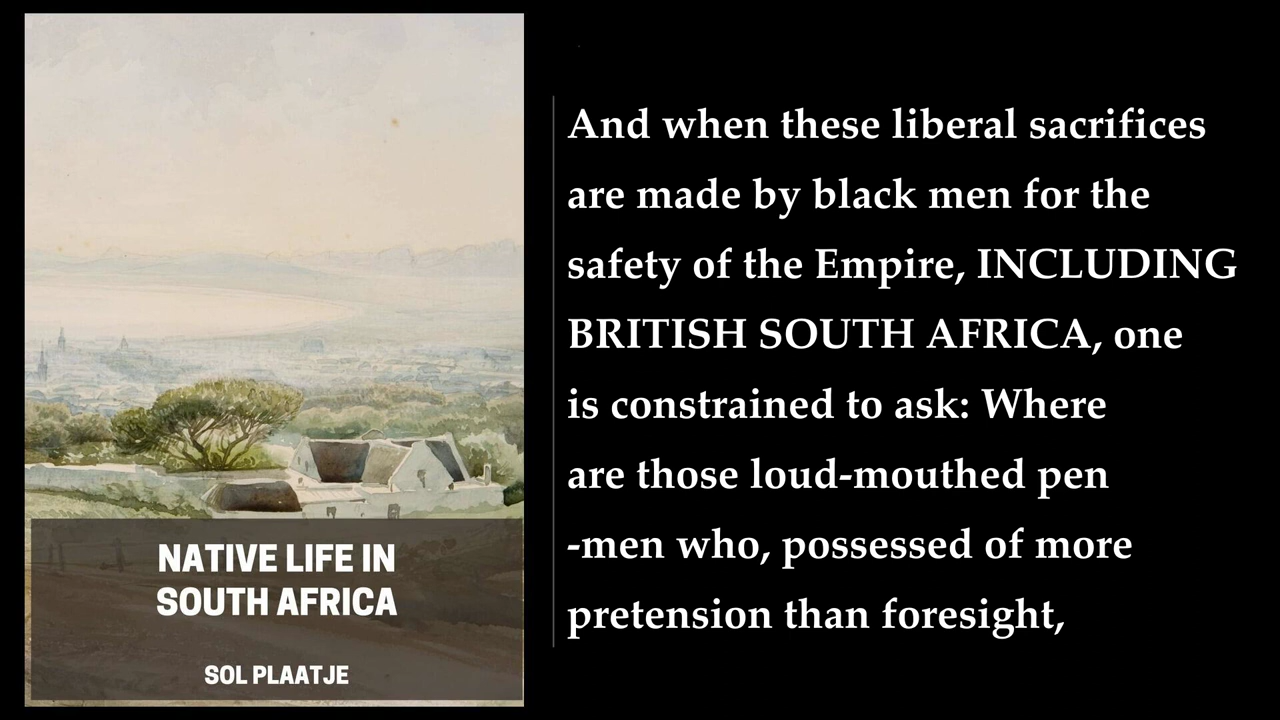 NATIVE LIFE IN
SOUTH AFRICA
SOL PLAATJE
And when these liberal sacrifices
are made by black men for the
safety of the Empire, INCLUDING
BRITISH SOUTH AFRICA, one
is constrained to ask: Where
are those loud-mouthed pen
-men who, possessed of more
pretension than foresight,